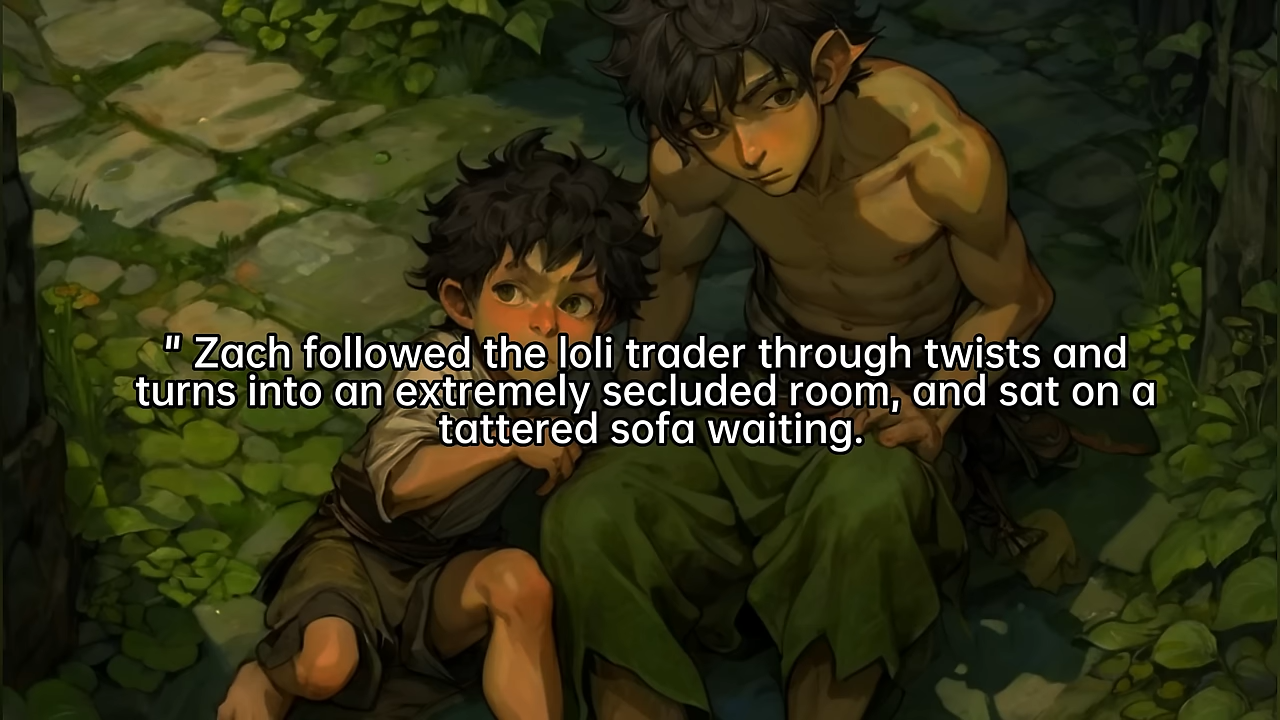 " Zach followed the loli trader through twists and
turns into an extremely secluded room, and sat on a
tattered sofa waiting.